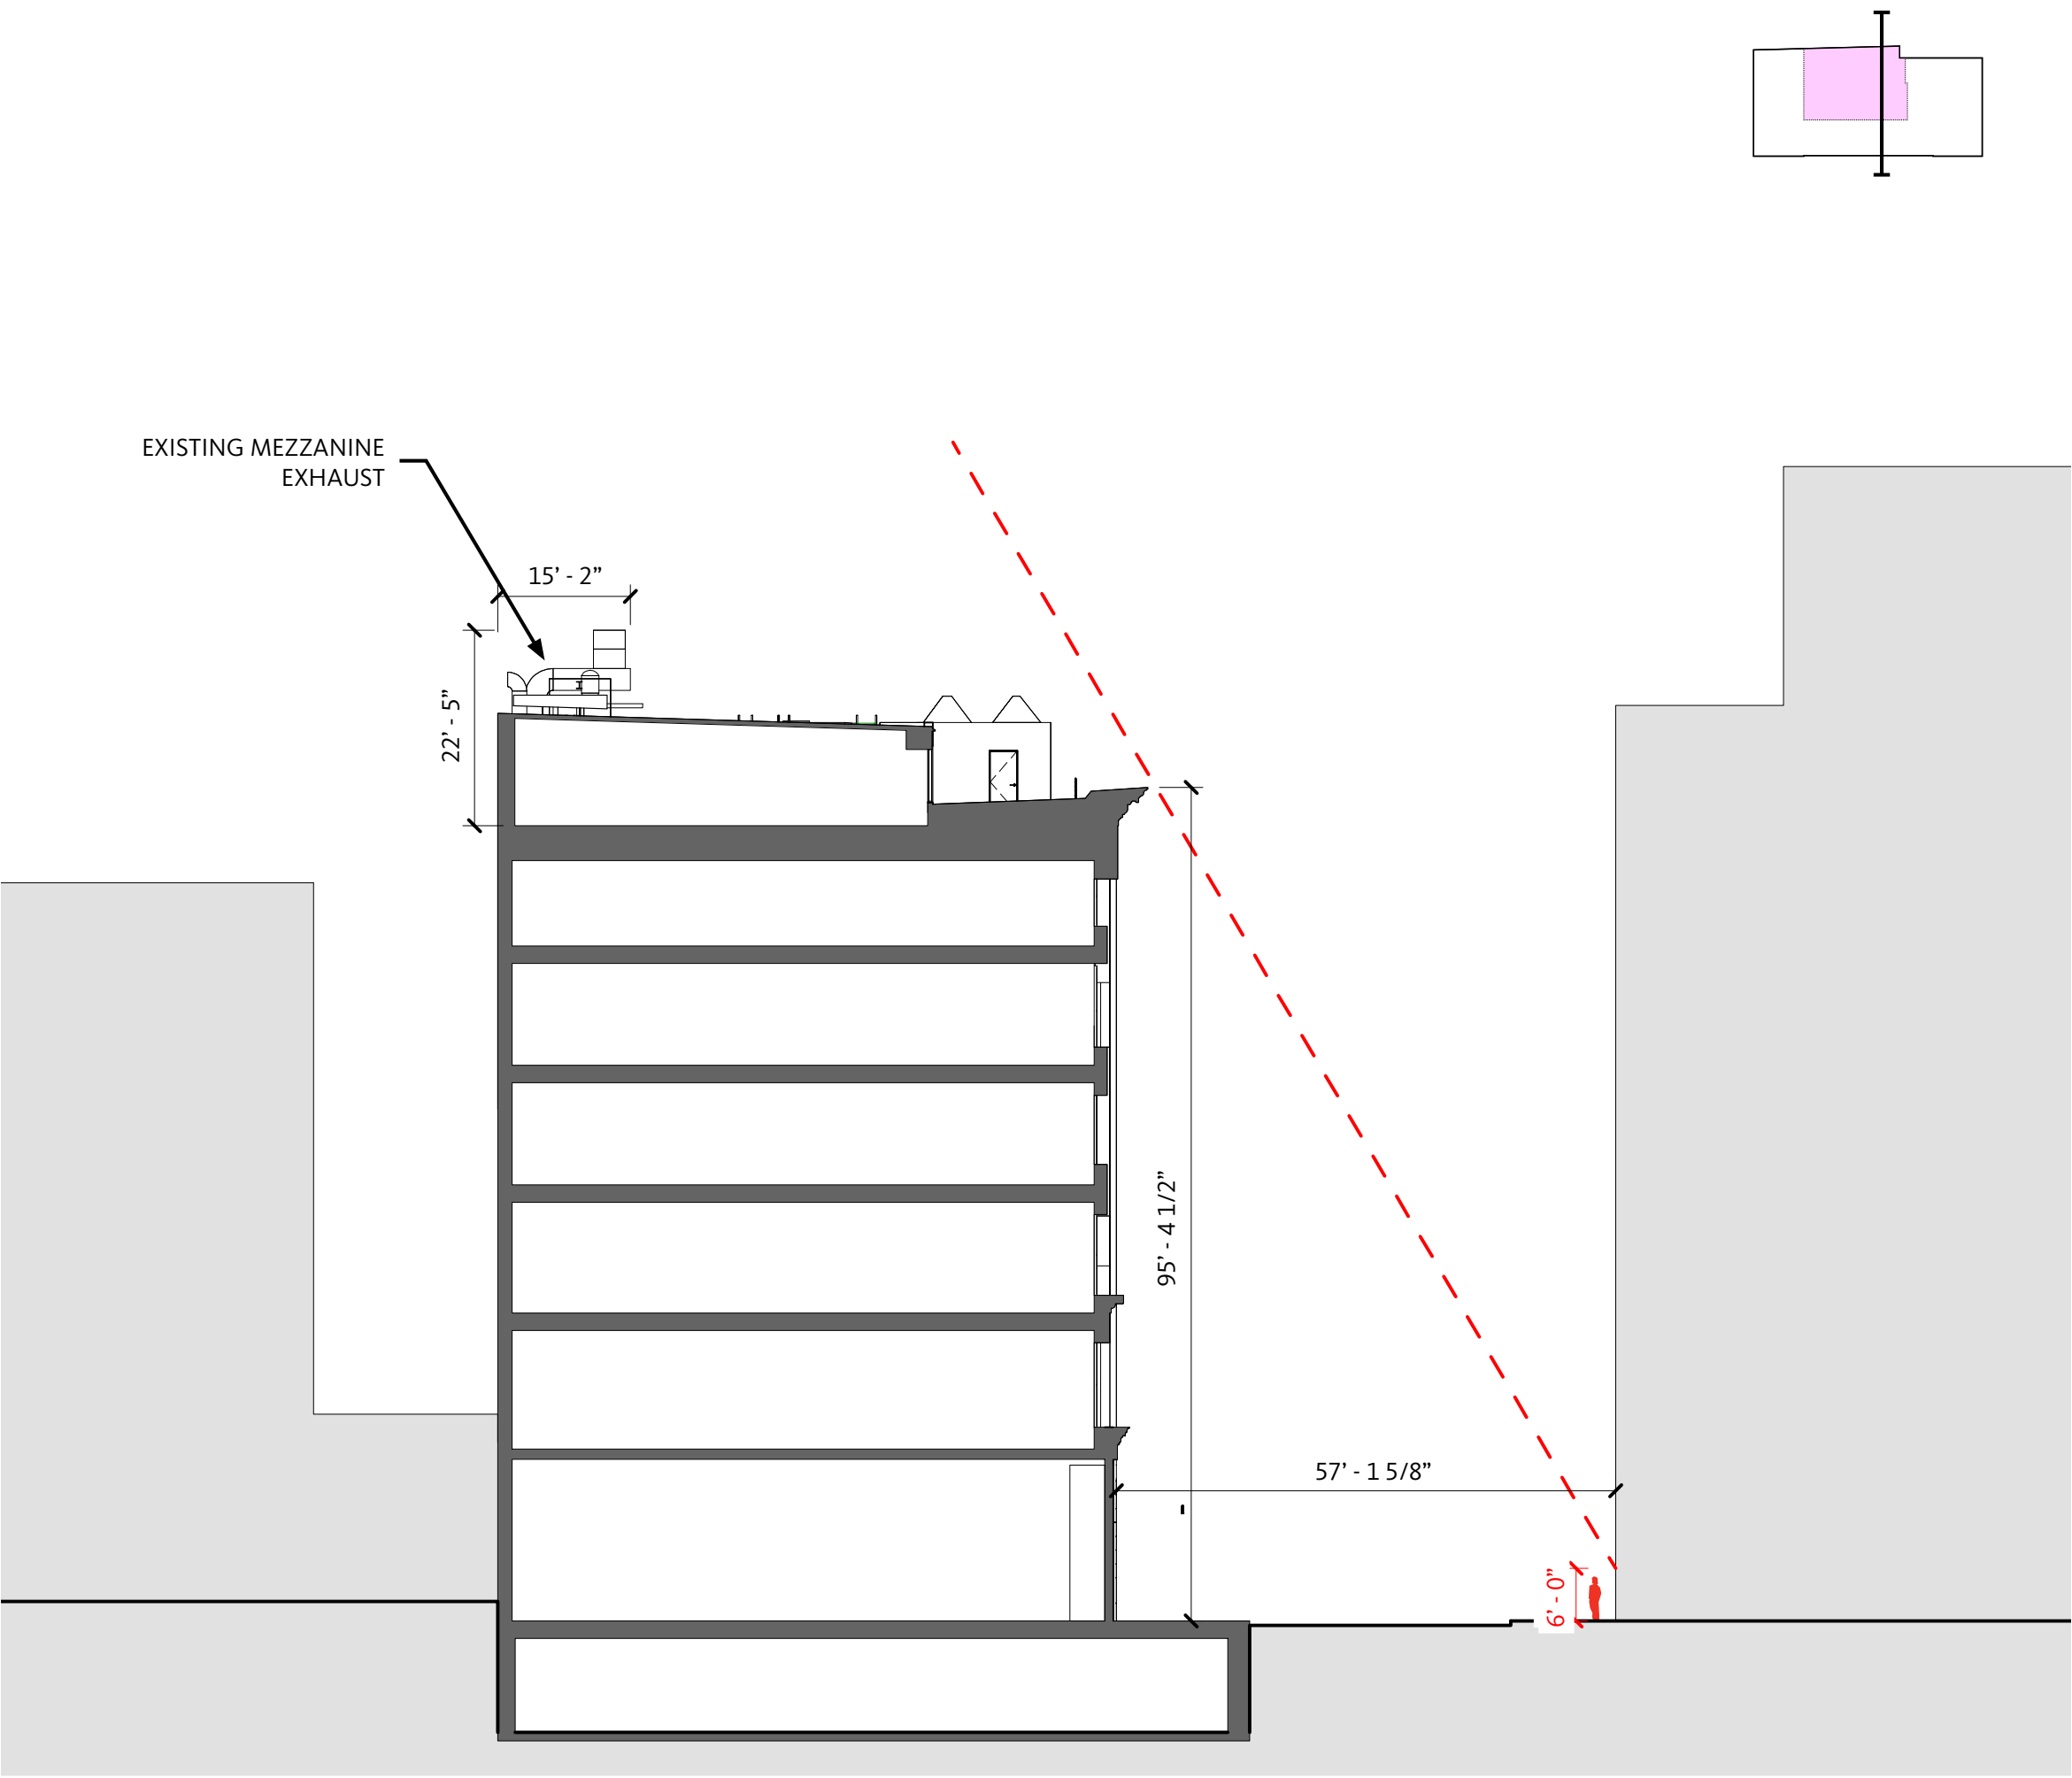 EXISTING MEZZANINE
EXHAUST
15’ - 2”
22’ - 5”
95’ - 4 1/2”
57’ - 1 5/8”
6’ - 0”